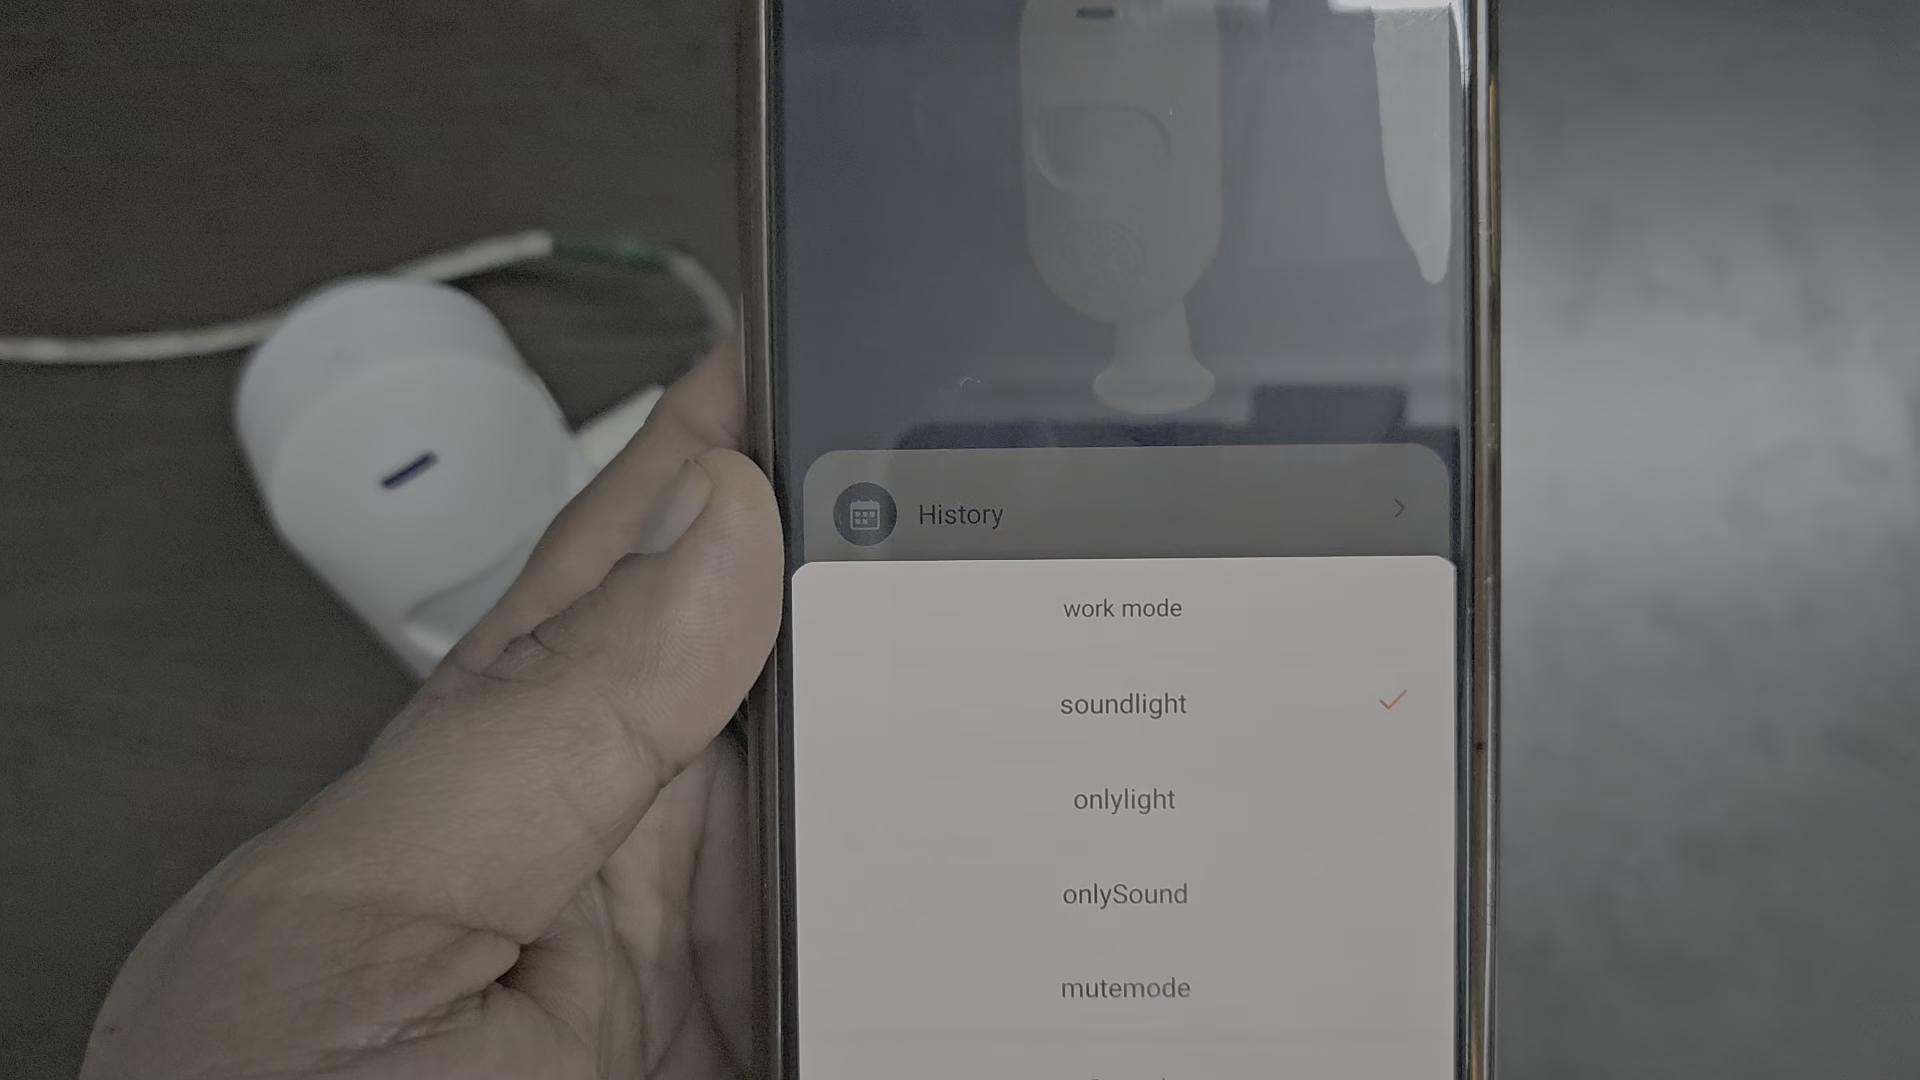 History
work mode
soundlight
onlylight
onlySound
mutemode